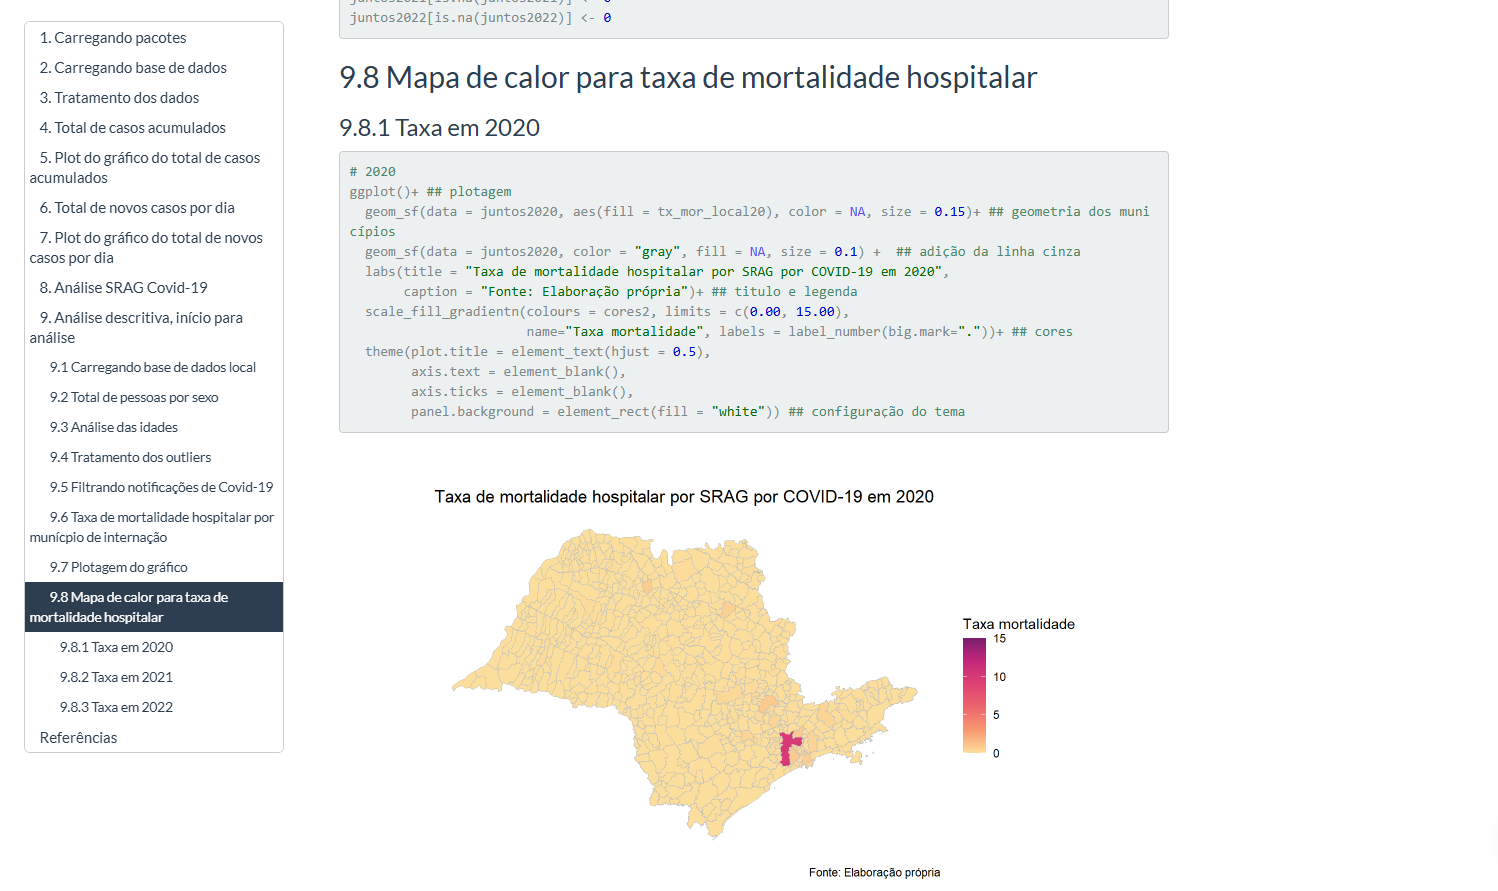 1. Carregando pacotes
2. Carregando base de dados
3. Tratamento dos dados
4. Total de casos acumulados
5. Plot do gráfico do total de casos
acumulados
6. Total de novos casos por dia
7. Plot do gráfico do total de novos
casos por dia
8. Análise SRAG Covid-19
9. Análise descritiva, início para
análise
9.1 Carregando base de dados local
9.2 Total de pessoas por sexo
9.3 Análise das idades
9.4 Tratamento dos outliers
9.5 Filtrando notificações de Covid-19
9.6 Taxa de mortalidade hospitalar por
munícpio de internação
9.7 Plotagem do gráfico
9.8 Mapa de calor para taxa de
mortalidade hospitalar
9.8.1 Taxa em 2020
9.8.2 Taxa em 2021
9.8.3 Taxa em 2022
Referências
juntos2022[is.na(juntos2022)] <- 0
9.8 Mapa de calor para taxa de mortalidade hospitalar
9.8.1 Taxa em 2020
# 2020
ggplot()+ ## plotagem
geom_sf(data = juntos2020, aes(fill = tx_mor_local20), color = NA, size = 0.15)+ ## geometria dos muni
cípios
geom_sf(data = juntos2020, color = "gray", fill = NA, size = 0.1) +  ## adição da linha cinza
labs(title = "Taxa de mortalidade hospitalar por SRAG por COVID-19 em 2020",
caption = "Fonte: Elaboração própria")+ ## titulo e legenda
scale_fill_gradientn(colours = cores2, limits = c(0.00, 15.00),
name="Taxa mortalidade", labels = label_number(big.mark="."))+ ## cores
theme(plot.title = element_text(hjust = 0.5),
axis.text = element_blank(),
axis.ticks = element_blank(),
panel.background = element_rect(fill = "white")) ## configuração do tema
Taxa de mortalidade hospitalar por SRAG por COVID-19 em 2020
Taxa mortalidade
15
10
5
0
Fonte: Elaboração própria